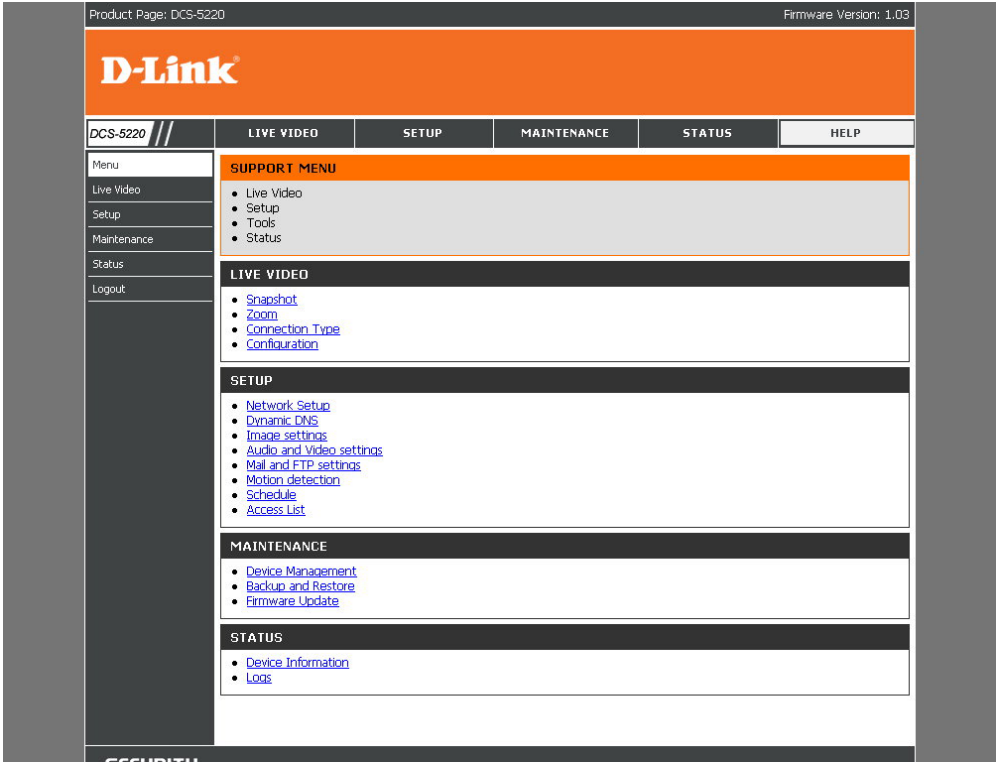 Product Page: DCS-5220 Firmware Version: 1.03
D-Link®
DCS-5220 LIVE VIDEO SETUP MAINTENANCE STATUS HELP
Menu
Live Video
Setup
Maintenance
Status
Logout
SUPPORT MENU
• Live Video
• Setup
• Tools
• Status
LIVE VIDEO
• Snapshot
• Zoom
• Connection Type
• Configuration
SETUP
• Network Setup
• Dynamic DNS
• Image settings
• Audio and Video settings
• Mail and FTP settings
• Motion detection
• Schedule
• Access List
MAINTENANCE
• Device Management
• Backup and Restore
• Firmware Update
STATUS
• Device Information
• Logs
SECURITY